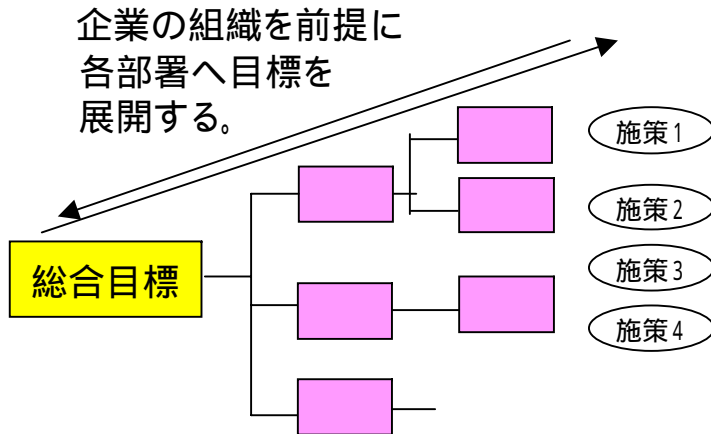 企業の組織を前提に
各部署へ目標を
展開する。
施策1
施策2
総合目標
施策3
施策4